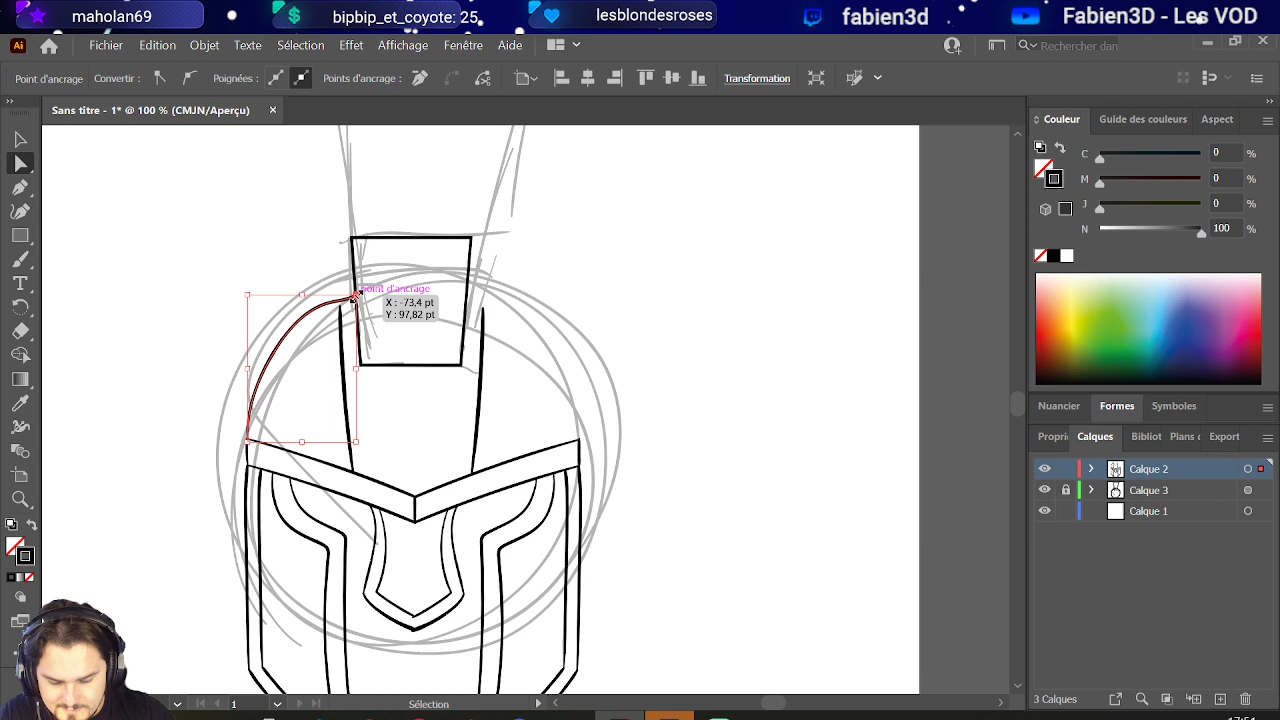 maholan69
bipbip_et_coyote: 25
lesblondesroses
fabien3d
Fabien3D - Les VOD
Ai
Fichier
Edition
Objet
Texte
Sélection
Effet
Affichage
Fenêtre
Aide
Rechercher dan
Point d'ancrage
Convertir :
Poignées :
Points d'ancrage :
Transformation
Sans titre - 1* @ 100 % (CMJN/Aperçu)
Couleur
Guide des couleurs
Aspect
C 0 %
M 0 %
J 0 %
N 100 %
point d'ancrage
X : -73,4 pt
Y : 97,82 pt
Nuancier
Formes
Symboles
Propri
Calques
Bibliot
Plans c
Export
Calque 2
Calque 3
Calque 1
3 Calques
1
Sélection